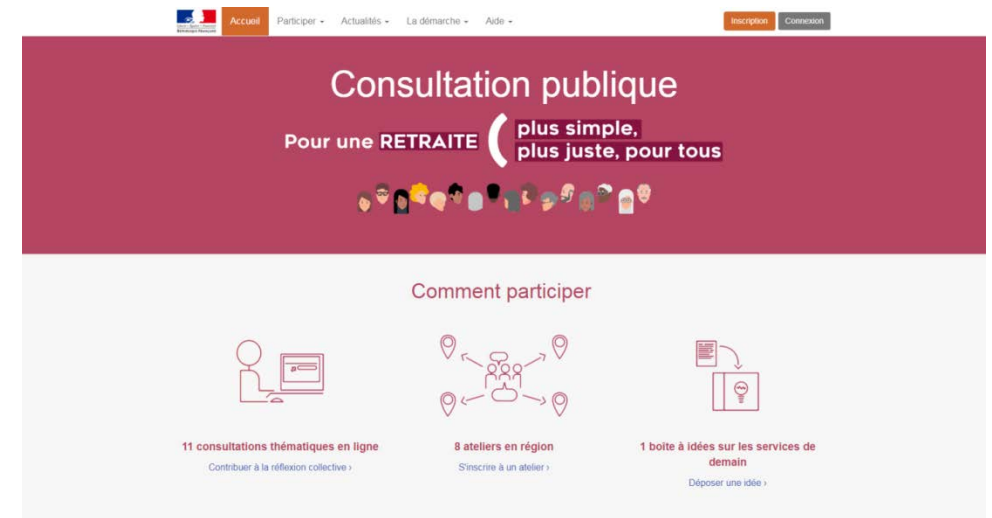 Accueil Participer Actualités La démarche Aide Inscription Connexion
Consultation publique
Pour une RETRAITE ( plus simple,
plus juste, pour tous
Comment participer
11 consultations thématiques en ligne
Contribuer à la réflexion collective ›
8 ateliers en région
S'inscrire à un atelier ›
1 boîte à idées sur les services de
demain
Déposer une idée ›